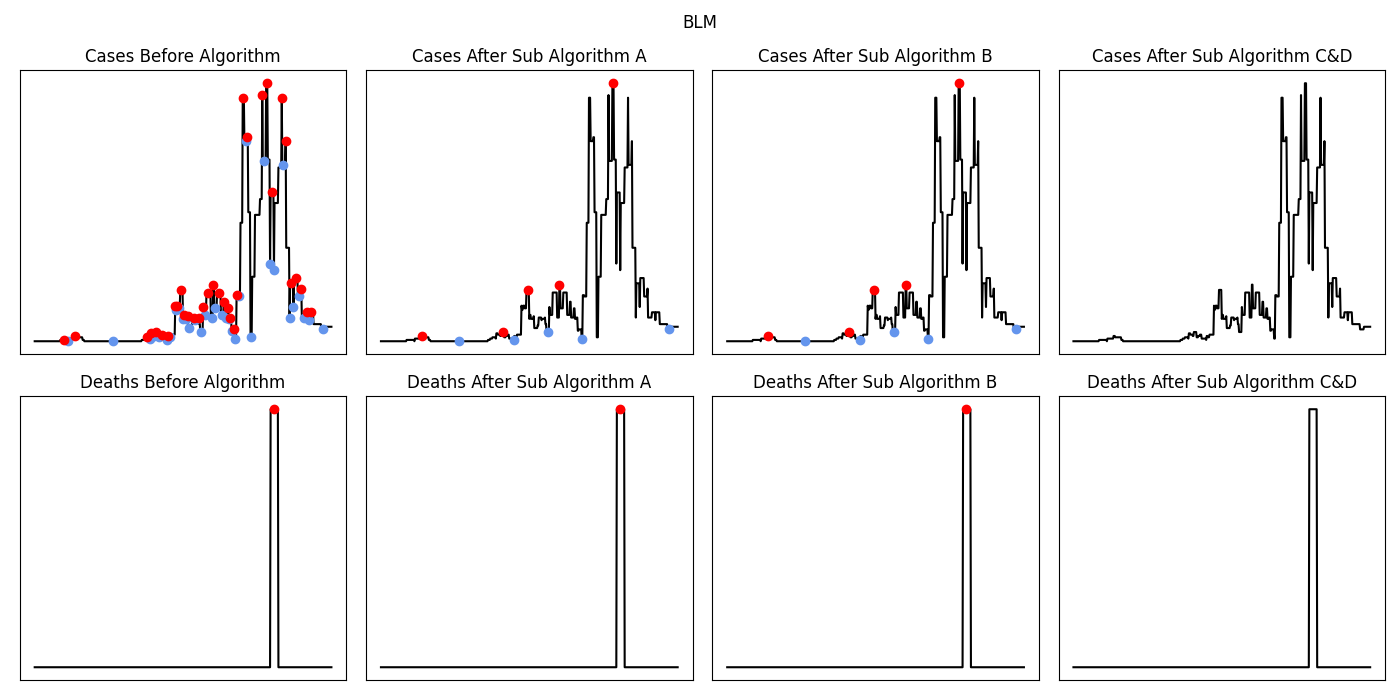 BLM
Cases Before Algorithm
Cases After Sub Algorithm A
Cases After Sub Algorithm B
Cases After Sub Algorithm C&D
Deaths Before Algorithm
Deaths After Sub Algorithm A
Deaths After Sub Algorithm B
Deaths After Sub Algorithm C&D